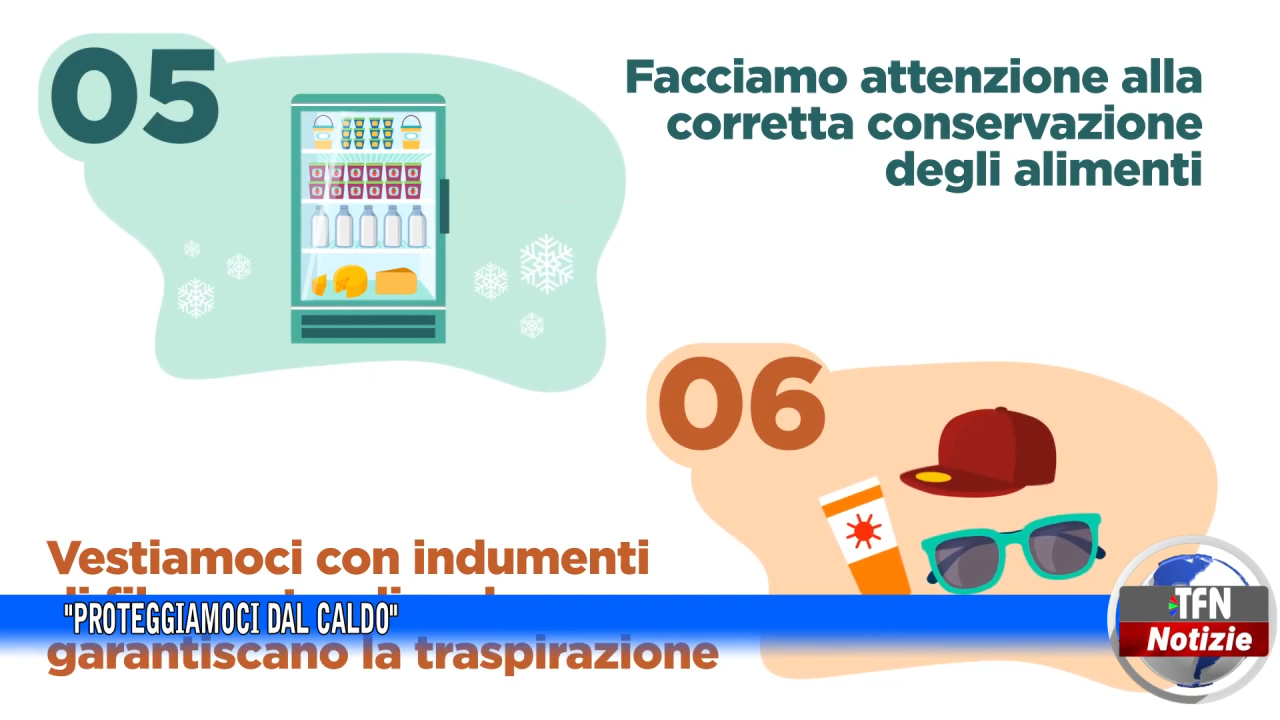 05
Facciamo attenzione alla
corretta conservazione
degli alimenti
06
Vestiamoci con indumenti
"PROTEGGIAMOCI DAL CALDO"
garantiscano la traspirazione
TFN
Notizie